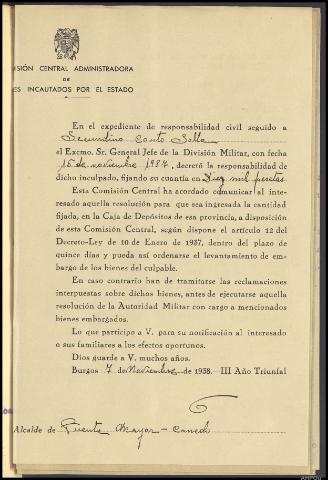 ISIÓN CENTRAL ADMINISTRADORA
DE
ES INCAUTADOS POR EL ESTADO
En el expediente de responsabilidad civil seguido a
Secundino Couto Solla
el Excmo. Sr. General Jefe de la División Militar, con fecha
15 de noviembre 1937, decretó la responsabilidad de
dicho inculpado, fijando su cuantía en Diez mil pesetas
Esta Comisión Central ha acordado comunicar al inte-
resado aquella resolución para que sea ingresada la cantidad
fijada, en la Caja de Depósitos de esa provincia, a disposición
de esta Comisión Central, según dispone el artículo 12 del
Decreto-Ley de 10 de Enero de 1937, dentro del plazo de
quince días y pueda así ordenarse el levantamiento de em-
bargo de los bienes del culpable.
En caso contrario han de tramitarse las reclamaciones
interpuestas sobre dichos bienes, antes de ejecutarse aquella
resolución de la Autoridad Militar con cargo a mencionados
bienes embargados.
Lo que participo a V. para su notificación al interesado
o sus familiares a los efectos oportunos.
Dios guarde a V. muchos años.
Burgos 7 de Noviembre de 1938.—III Año Triunfal
Alcalde de Puente Mayor - Canedo